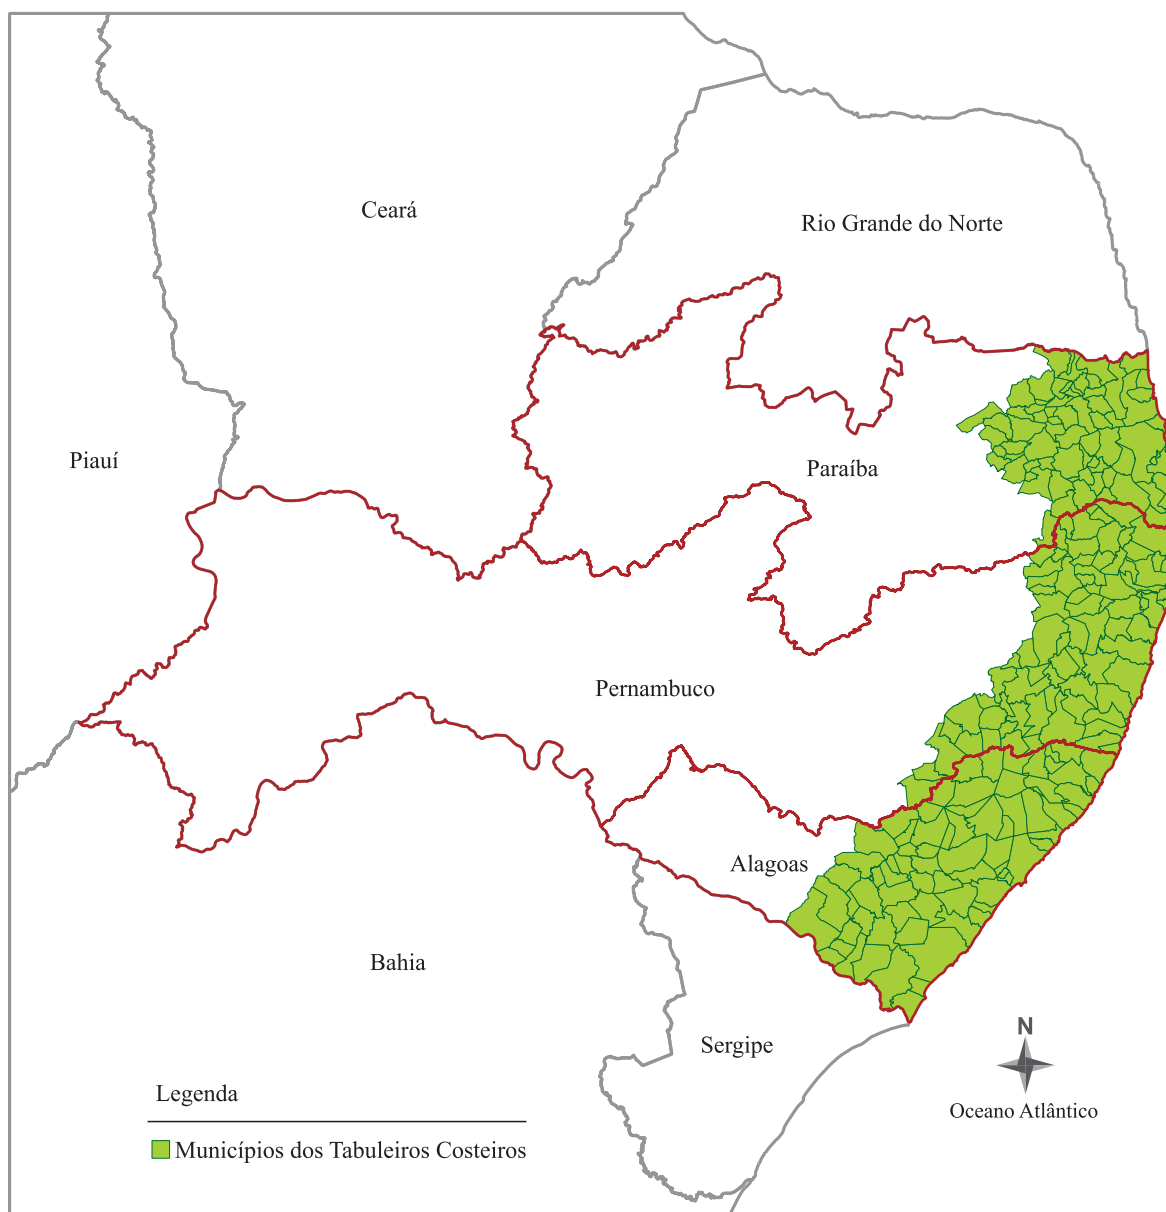 Ceará
Rio Grande do Norte
Piauí
Paraíba
Pernambuco
Alagoas
Bahia
Sergipe
N
Oceano Atlântico
Legenda
Municípios dos Tabuleiros Costeiros